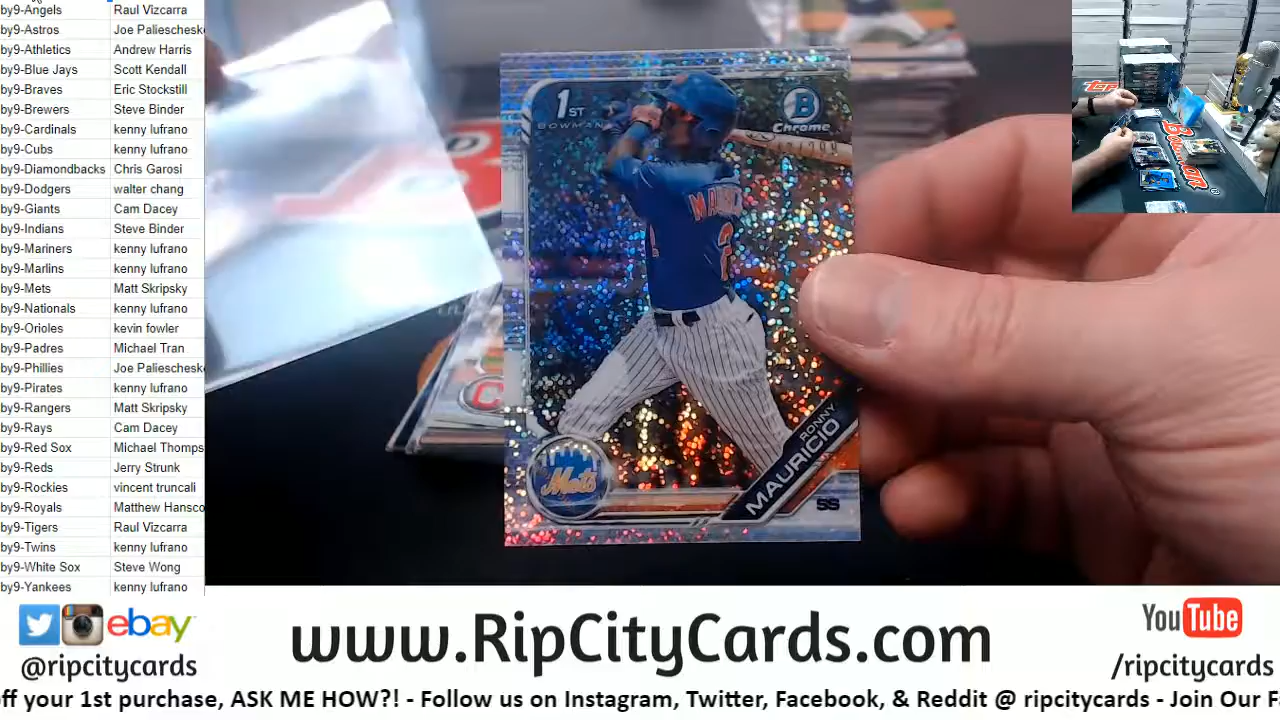 by9-Angels Raul Vizcarra
by9-Astros Joe Palieschesk
by9-Athletics Andrew Harris
by9-Blue Jays Scott Kendall
by9-Braves Eric Stockstill
by9-Brewers Steve Binder
by9-Cardinals kenny lufrano
by9-Cubs kenny lufrano
by9-Diamondbacks Chris Garosi
by9-Dodgers walter chang
by9-Giants Cam Dacey
by9-Indians Steve Binder
by9-Mariners kenny lufrano
by9-Marlins kenny lufrano
by9-Mets Matt Skripsky
by9-Nationals kenny lufrano
by9-Orioles kevin fowler
by9-Padres Michael Tran
by9-Phillies Joe Paliescheske
by9-Pirates kenny lufrano
by9-Rangers Matt Skripsky
by9-Rays Cam Dacey
by9-Red Sox Michael Thomps
by9-Reds Jerry Strunk
by9-Rockies vincent truncali
by9-Royals Matthew Hansco
by9-Tigers Raul Vizcarra
by9-Twins kenny lufrano
by9-White Sox Steve Wong
by9-Yankees kenny lufrano
1ST
BOWMAN
B
Chrome
Mets
RONNY
MAURICIO
SS
Bowman
ebay
@ripcitycards
www.RipCityCards.com
YouTube
/ripcitycards
off your 1st purchase, ASK ME HOW?! - Follow us on Instagram, Twitter, Facebook, & Reddit @ ripcitycards - Join Our F